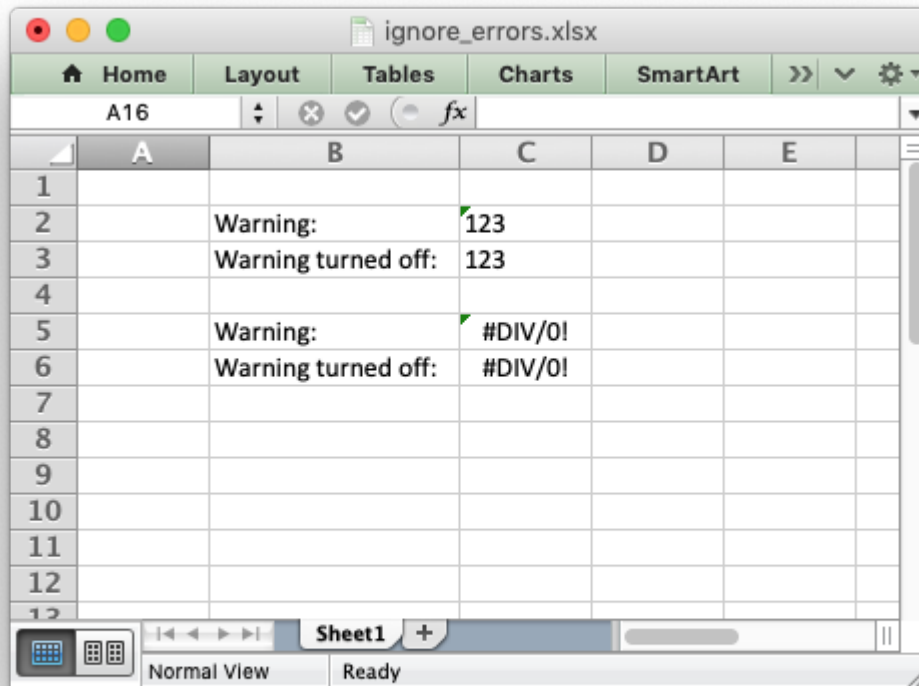 ignore_errors.xlsx
Home Layout Tables Charts SmartArt
A16 fx
A B C D E
1
2 Warning: 123
3 Warning turned off: 123
4
5 Warning: #DIV/0!
6 Warning turned off: #DIV/0!
7
8
9
10
11
12
13
Sheet1
Normal View Ready